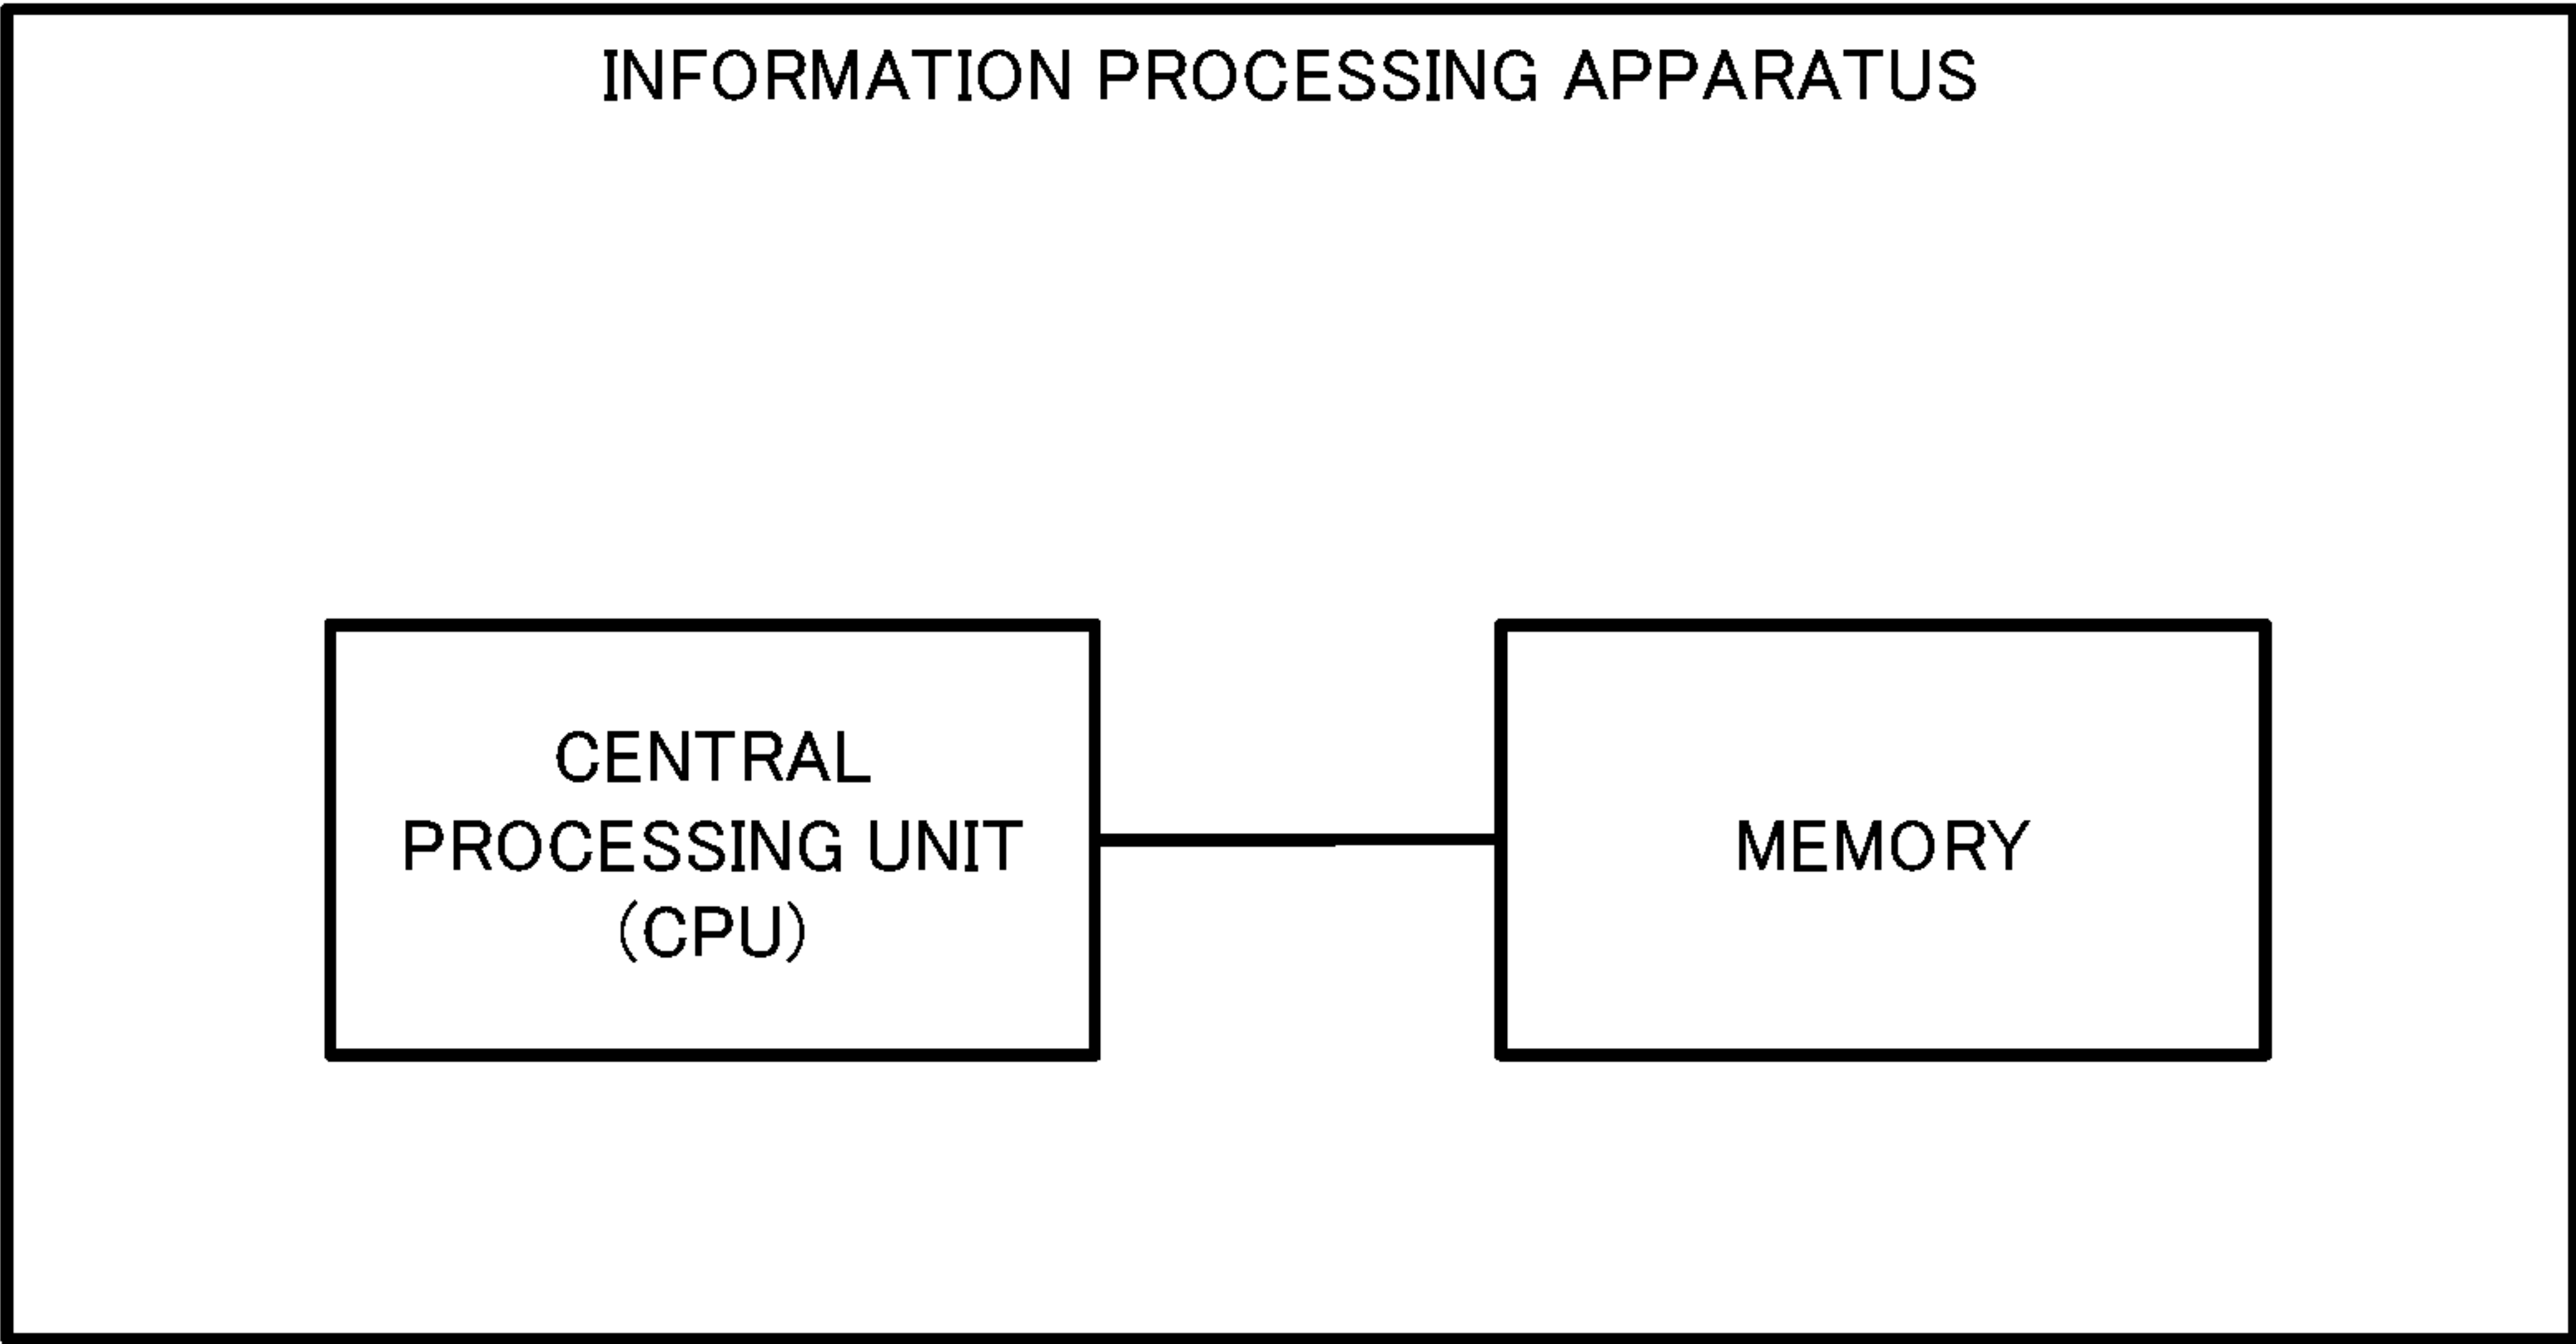 INFORMATION PROCESSING APPARATUS
CENTRAL
PROCESSING UNIT
(CPU)
MEMORY